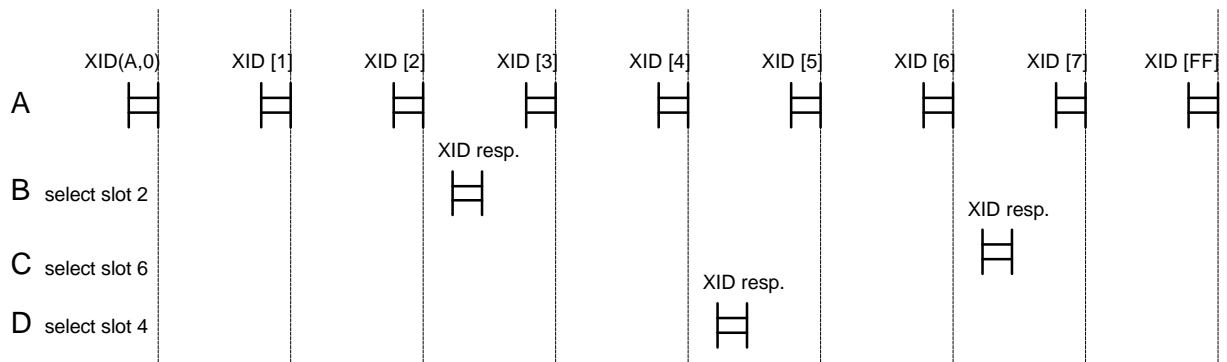 XID(A,0) XID [1] XID [2] XID [3] XID [4] XID [5] XID [6] XID [7] XID [FF]
A
XID resp.
B select slot 2
XID resp.
C select slot 6
XID resp.
D select slot 4